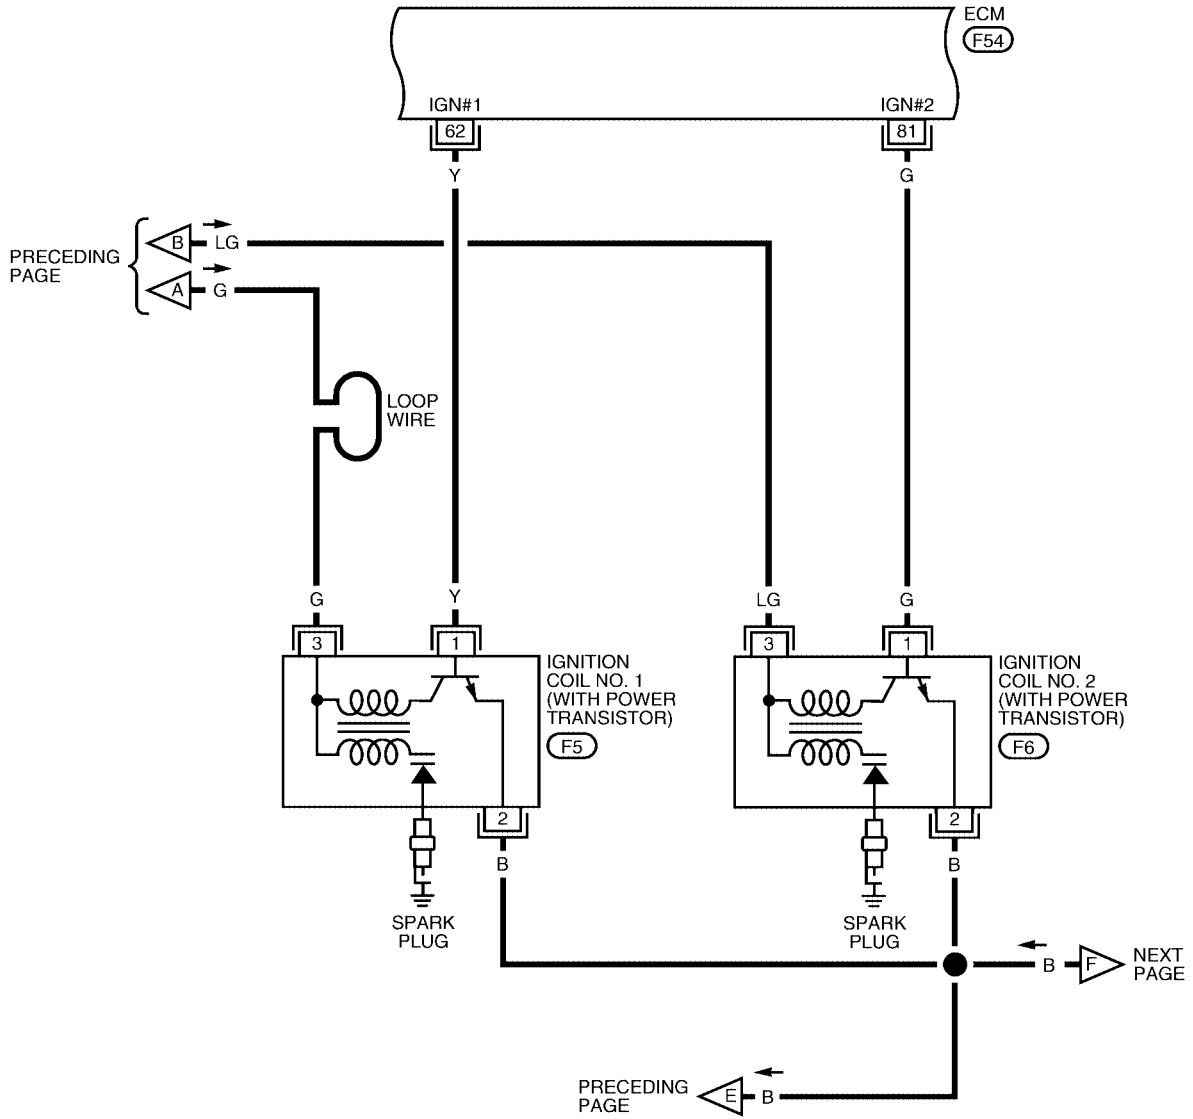 ECM
F54
IGN#1
IGN#2
62
81
Y
G
PRECEDING
PAGE
B
LG
A
G
LOOP
WIRE
G
Y
LG
G
3
1
3
1
IGNITION
COIL NO. 1
(WITH POWER
TRANSISTOR)
F5
IGNITION
COIL NO. 2
(WITH POWER
TRANSISTOR)
F6
2
2
B
B
SPARK
PLUG
SPARK
PLUG
B
F
NEXT
PAGE
PRECEDING
PAGE
E
B